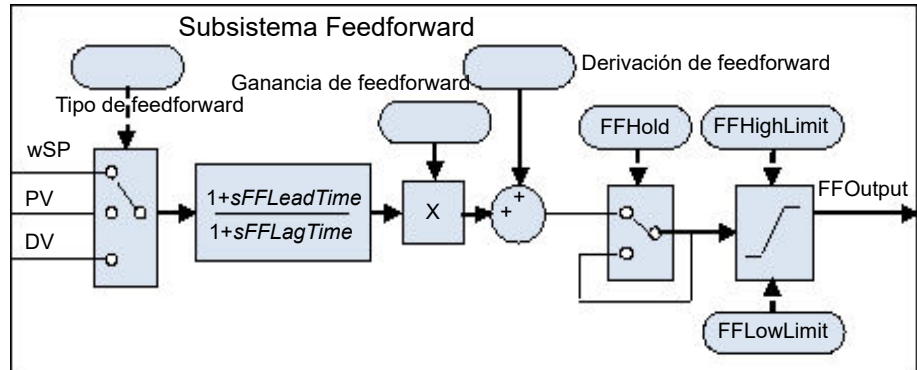 Subsistema Feedforward
Derivación de feedforward
Ganancia de feedforward
Tipo de feedforward
FFHold
FFHighLimit
wSP
PV
DV
1+sFFLeadTime
1+sFFLagTime
X
+
+
FFOutput
FFLowLimit